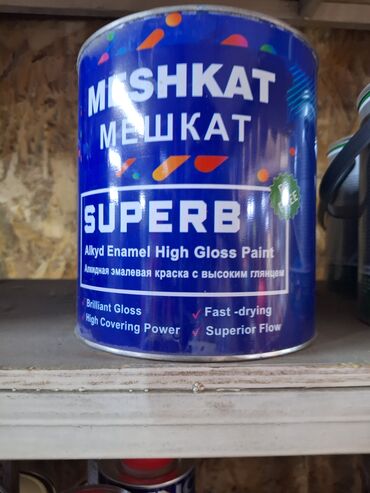 MESHKAT
МЕШКАТ
SUPERB
Alkyd Enamel High Gloss Paint
Алкидная эмалевая краска с высоким глянцем
Brilliant Gloss
Fast -drying
High Covering Power
Superior Flow